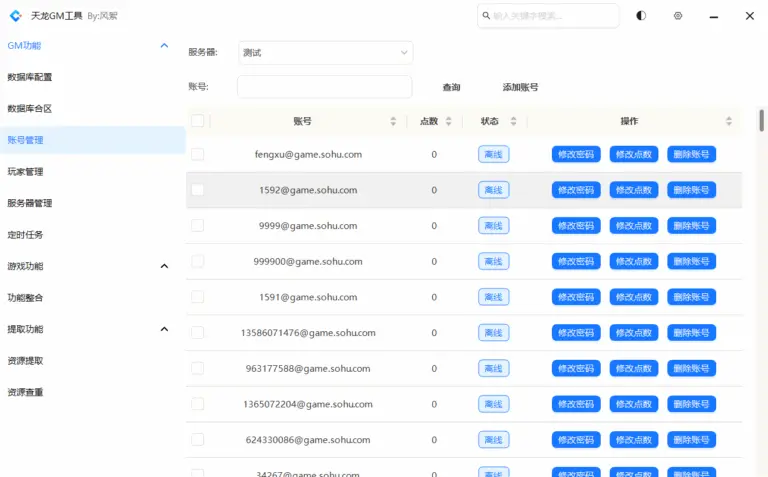 天龙GM工具 By:风絮
输入关键字搜索...
GM功能
数据库配置
数据库合区
账号管理
玩家管理
服务器管理
定时任务
游戏功能
功能整合
提取功能
资源提取
资源查重
服务器: 测试
账号: 查询 添加账号
账号 点数 状态 操作
fengxu@game.sohu.com 0 离线 修改密码 修改点数 删除账号
1592@game.sohu.com 0 离线 修改密码 修改点数 删除账号
9999@game.sohu.com 0 离线 修改密码 修改点数 删除账号
999900@game.sohu.com 0 离线 修改密码 修改点数 删除账号
1591@game.sohu.com 0 离线 修改密码 修改点数 删除账号
13586071476@game.sohu.com 0 离线 修改密码 修改点数 删除账号
963177588@game.sohu.com 0 离线 修改密码 修改点数 删除账号
1365072204@game.sohu.com 0 离线 修改密码 修改点数 删除账号
624330086@game.sohu.com 0 离线 修改密码 修改点数 删除账号
34267@game.sohu.com 0 离线 修改密码 修改点数 删除账号